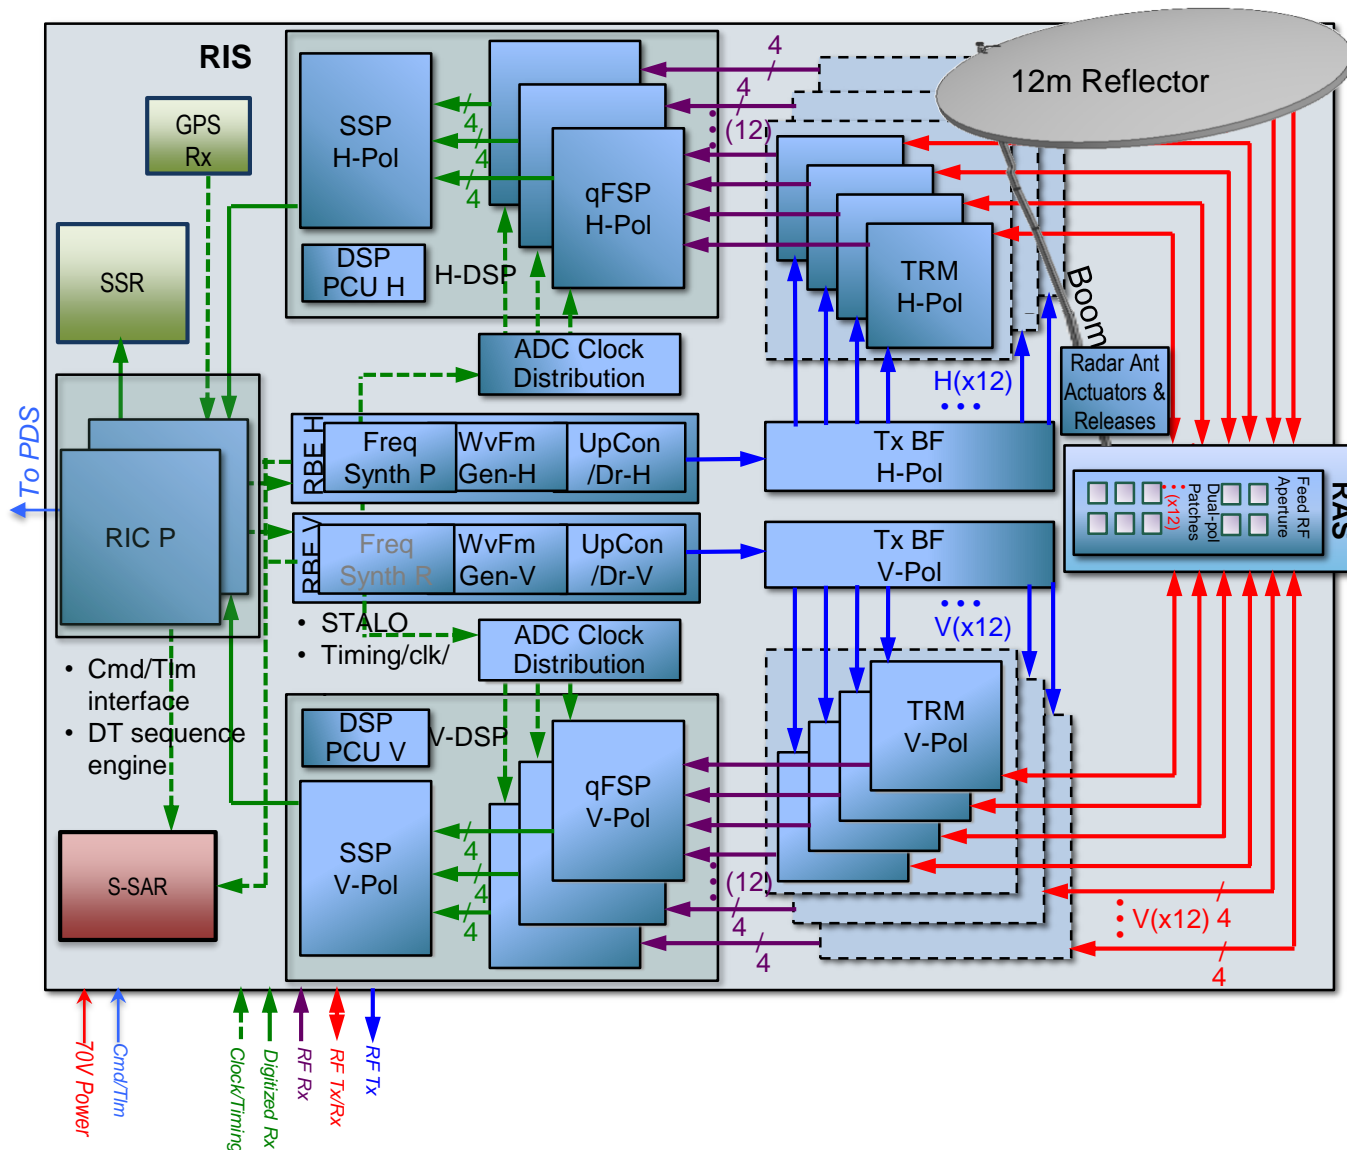 RIS
12m Reflector
GPS
Rx
SSP
H-Pol
4
4
4
qFSP
H-Pol
4
4
(12)
TRM
H-Pol
SSR
DSP
PCU H
H-DSP
ADC Clock
Distribution
Boom
Radar Ant
Actuators &
Releases
H(x12)
To PDS
RIC P
RBE H
Freq
Synth P
WvFm
Gen-H
UpCon
/Dr-H
Tx BF
H-Pol
RBE V
Freq
Synth R
WvFm
Gen-V
UpCon
/Dr-V
Tx BF
V-Pol
Feed RF
Aperture
Dual-pol
Patches
(x12)
RAS
• STALO
• Timing/clk/
ADC Clock
Distribution
V(x12)
• Cmd/Tlm
interface
• DT sequence
engine
DSP
PCU V
V-DSP
qFSP
V-Pol
TRM
V-Pol
SSP
V-Pol
4
4
4
(12)
4
4
S-SAR
V(x12)
4
4
70V Power
Cmd/Tlm
Clock/Timing
Digitized Rx
RF Rx
RF Tx/Rx
RF Tx